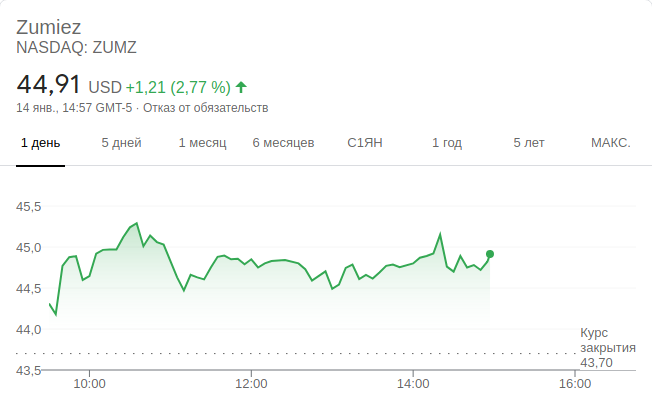 Zumiez
NASDAQ: ZUMZ
44,91 USD +1,21 (2,77 %)
14 янв., 14:57 GMT-5 · Отказ от обязательств
1 день 5 дней 1 месяц 6 месяцев С1ЯН 1 год 5 лет МАКС.
45,5
45,0
44,5
44,0
Курс
закрытия
43,70
43,5
10:00 12:00 14:00 16:00